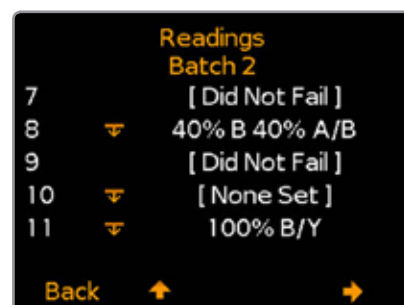 Readings
Batch 2
7 [ Did Not Fail ]
8 40% B 40% A/B
9 [ Did Not Fail ]
10 [ None Set ]
11 100% B/Y
Back